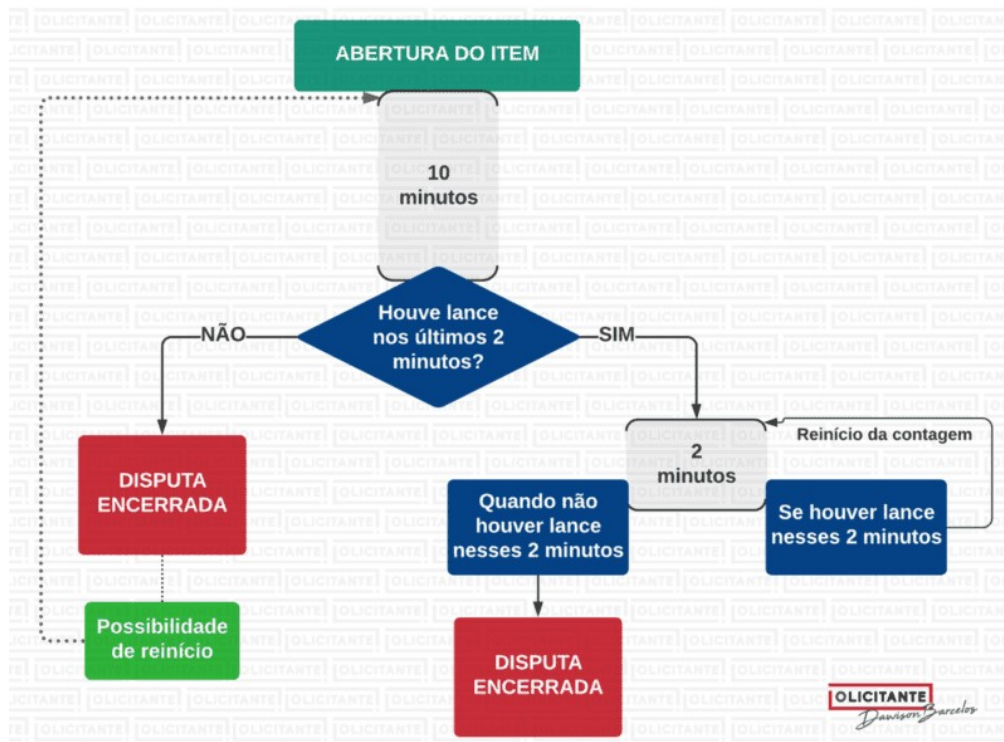 ABERTURA DO ITEM
10
minutos
Houve lance
nos últimos 2
minutos?
NÃO
SIM
DISPUTA
ENCERRADA
Possibilidade
de reinício
2
minutos
Reinício da contagem
Quando não
houver lance
nesses 2 minutos
Se houver lance
nesses 2 minutos
DISPUTA
ENCERRADA
OLICITANTE
Dawison Barcelos